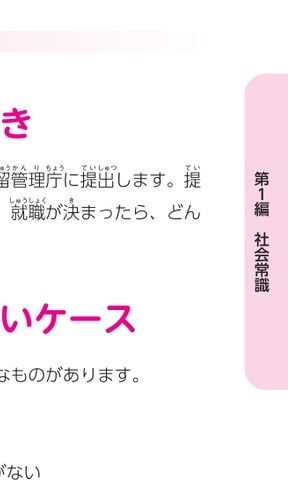 き
留管理庁に提出します。提
就職が決まったら、どん
いケース
なものがあります。
がない
第1編 社会常識